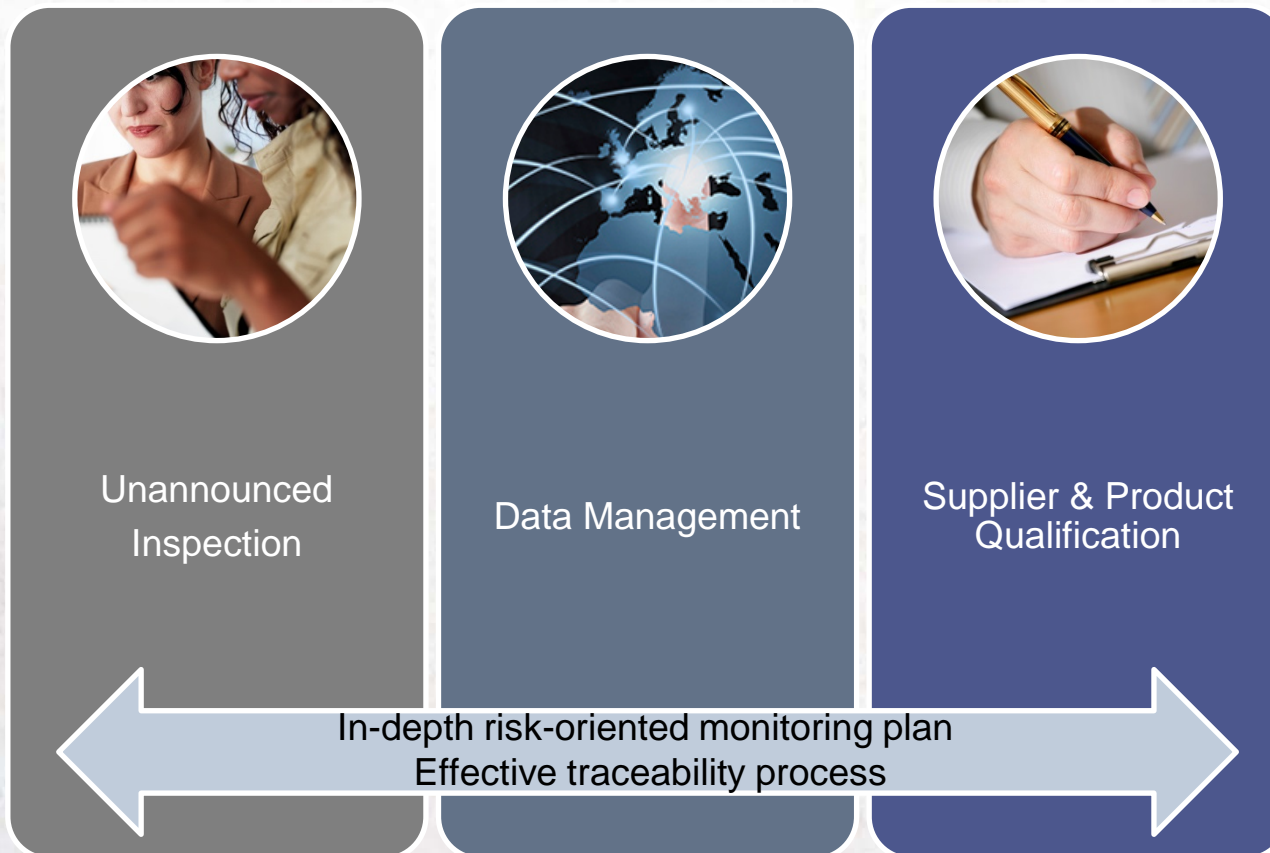 Unannounced
Inspection
Data Management
Supplier & Product
Qualification
In-depth risk-oriented monitoring plan
Effective traceability process